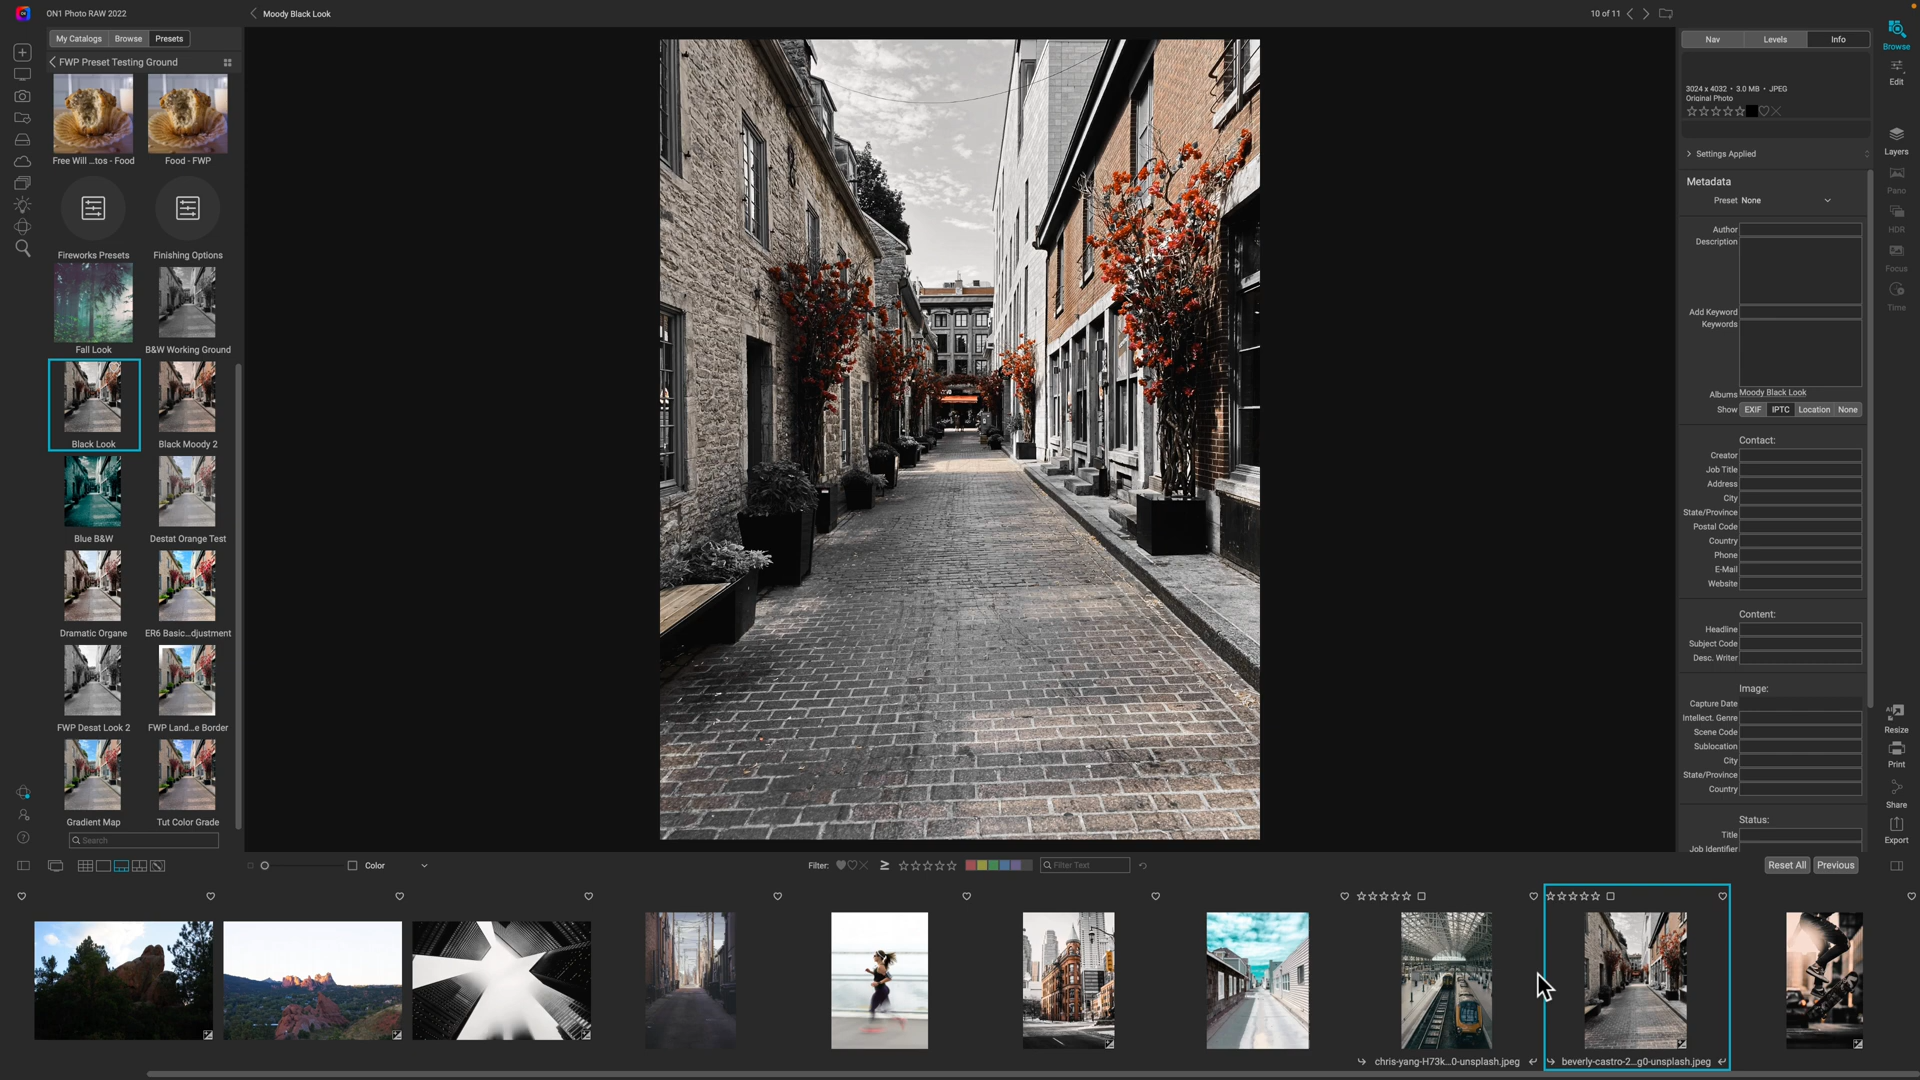 ON1 Photo RAW 2022
Moody Black Look
10 of 11
My Catalogs
Browse
Presets
FWP Preset Testing Ground
Free Will ...tos - Food
Food - FWP
Fireworks Presets
Finishing Options
Fall Look
B&W Working Ground
Black Look
Black Moody 2
Blue B&W
Destat Orange Test
Dramatic Organe
ER6 Basic...djustment
FWP Desat Look 2
FWP Land...e Border
Gradient Map
Tut Color Grade
Search
Nav
Levels
Info
3024 x 4032 • 3.0 MB • JPEG
Original Photo
Settings Applied
Metadata
Preset None
Author
Description
Add Keyword
Keywords
Albums Moody Black Look
Show EXIF IPTC Location None
Contact:
Creator
Job Title
Address
City
State/Province
Postal Code
Country
Phone
E-Mail
Website
Content:
Headline
Subject Code
Desc. Writer
Image:
Capture Date
Intellect. Genre
Scene Code
Sublocation
City
State/Province
Country
Status:
Title
Job Identifier
Browse
Edit
Layers
Pano
HDR
Focus
Time
AI
Resize
Print
Share
Export
Color
Filter:
Filter Text
Reset All
Previous
chris-yang-H73k...0-unsplash.jpeg
beverly-castro-2...g0-unsplash.jpeg